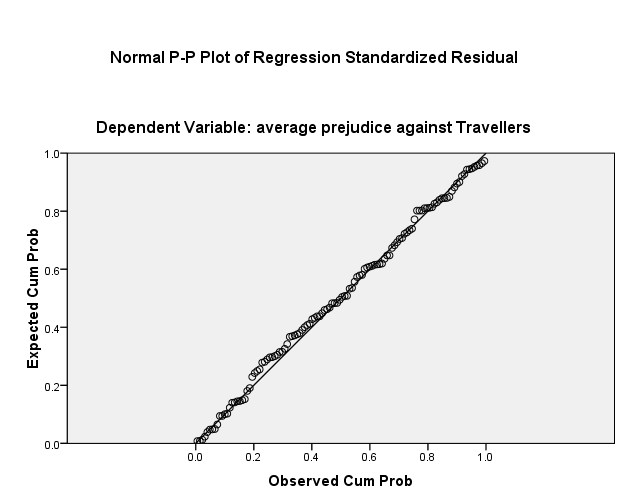 Normal P-P Plot of Regression Standardized Residual
Dependent Variable: average prejudice against Travellers
1.0
0.8
0.6
0.4
0.2
0.0
Expected Cum Prob
0.0 0.2 0.4 0.6 0.8 1.0
Observed Cum Prob